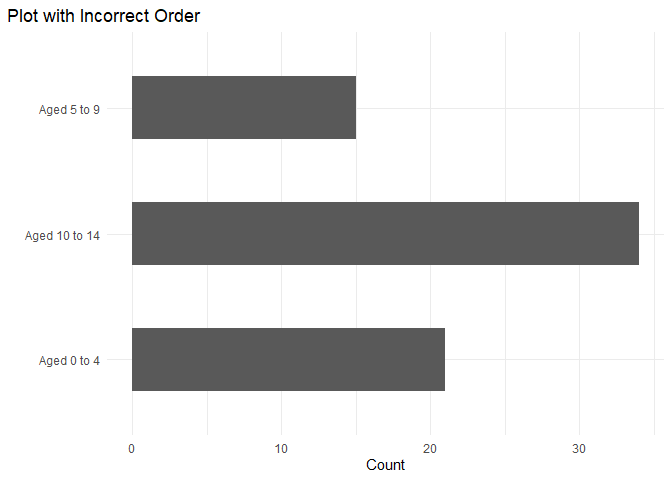 Plot with Incorrect Order
Aged 5 to 9
Aged 10 to 14
Aged 0 to 4
0 10 20 30
Count